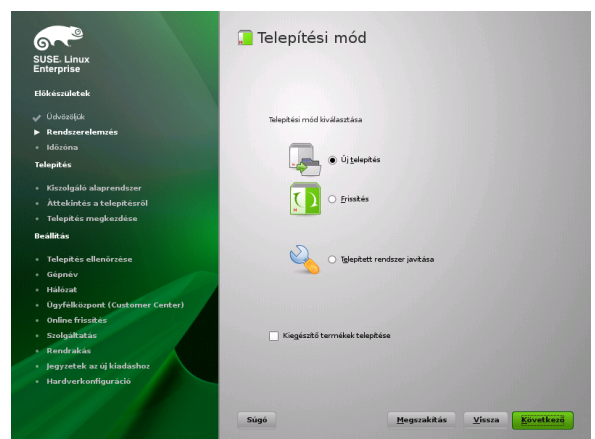 SUSE. Linux
Enterprise
Előkészületek
Üdvözöljük
Rendszerelemzés
Időzóna
Telepítés
Kiszolgáló alaprendszer
Áttekintés a telepítésről
Telepítés megkezdése
Beállítás
Telepítés ellenőrzése
Gépnév
Hálózat
Ügyfélközpont (Customer Center)
Online frissítés
Szolgáltatás
Rendrakás
Jegyzetek az új kiadáshoz
Hardverkonfiguráció
Telepítési mód
Telepítési mód kiválasztása
Új telepítés
Frissítés
Telepített rendszer javítása
Kiegészítő termékek telepítése
Súgó
Megszakítás
Vissza
Következő